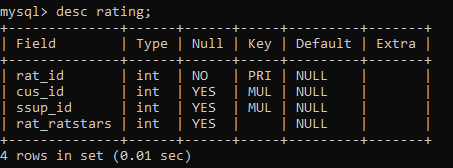 mysql> desc rating;
+--------------+------+------+-----+---------+-------+
| Field        | Type | Null | Key | Default | Extra |
+--------------+------+------+-----+---------+-------+
| rat_id       | int  | NO   | PRI | NULL    |       |
| cus_id       | int  | YES  | MUL | NULL    |       |
| ssup_id      | int  | YES  | MUL | NULL    |       |
| rat_ratstars | int  | YES  |     | NULL    |       |
+--------------+------+------+-----+---------+-------+
4 rows in set (0.01 sec)